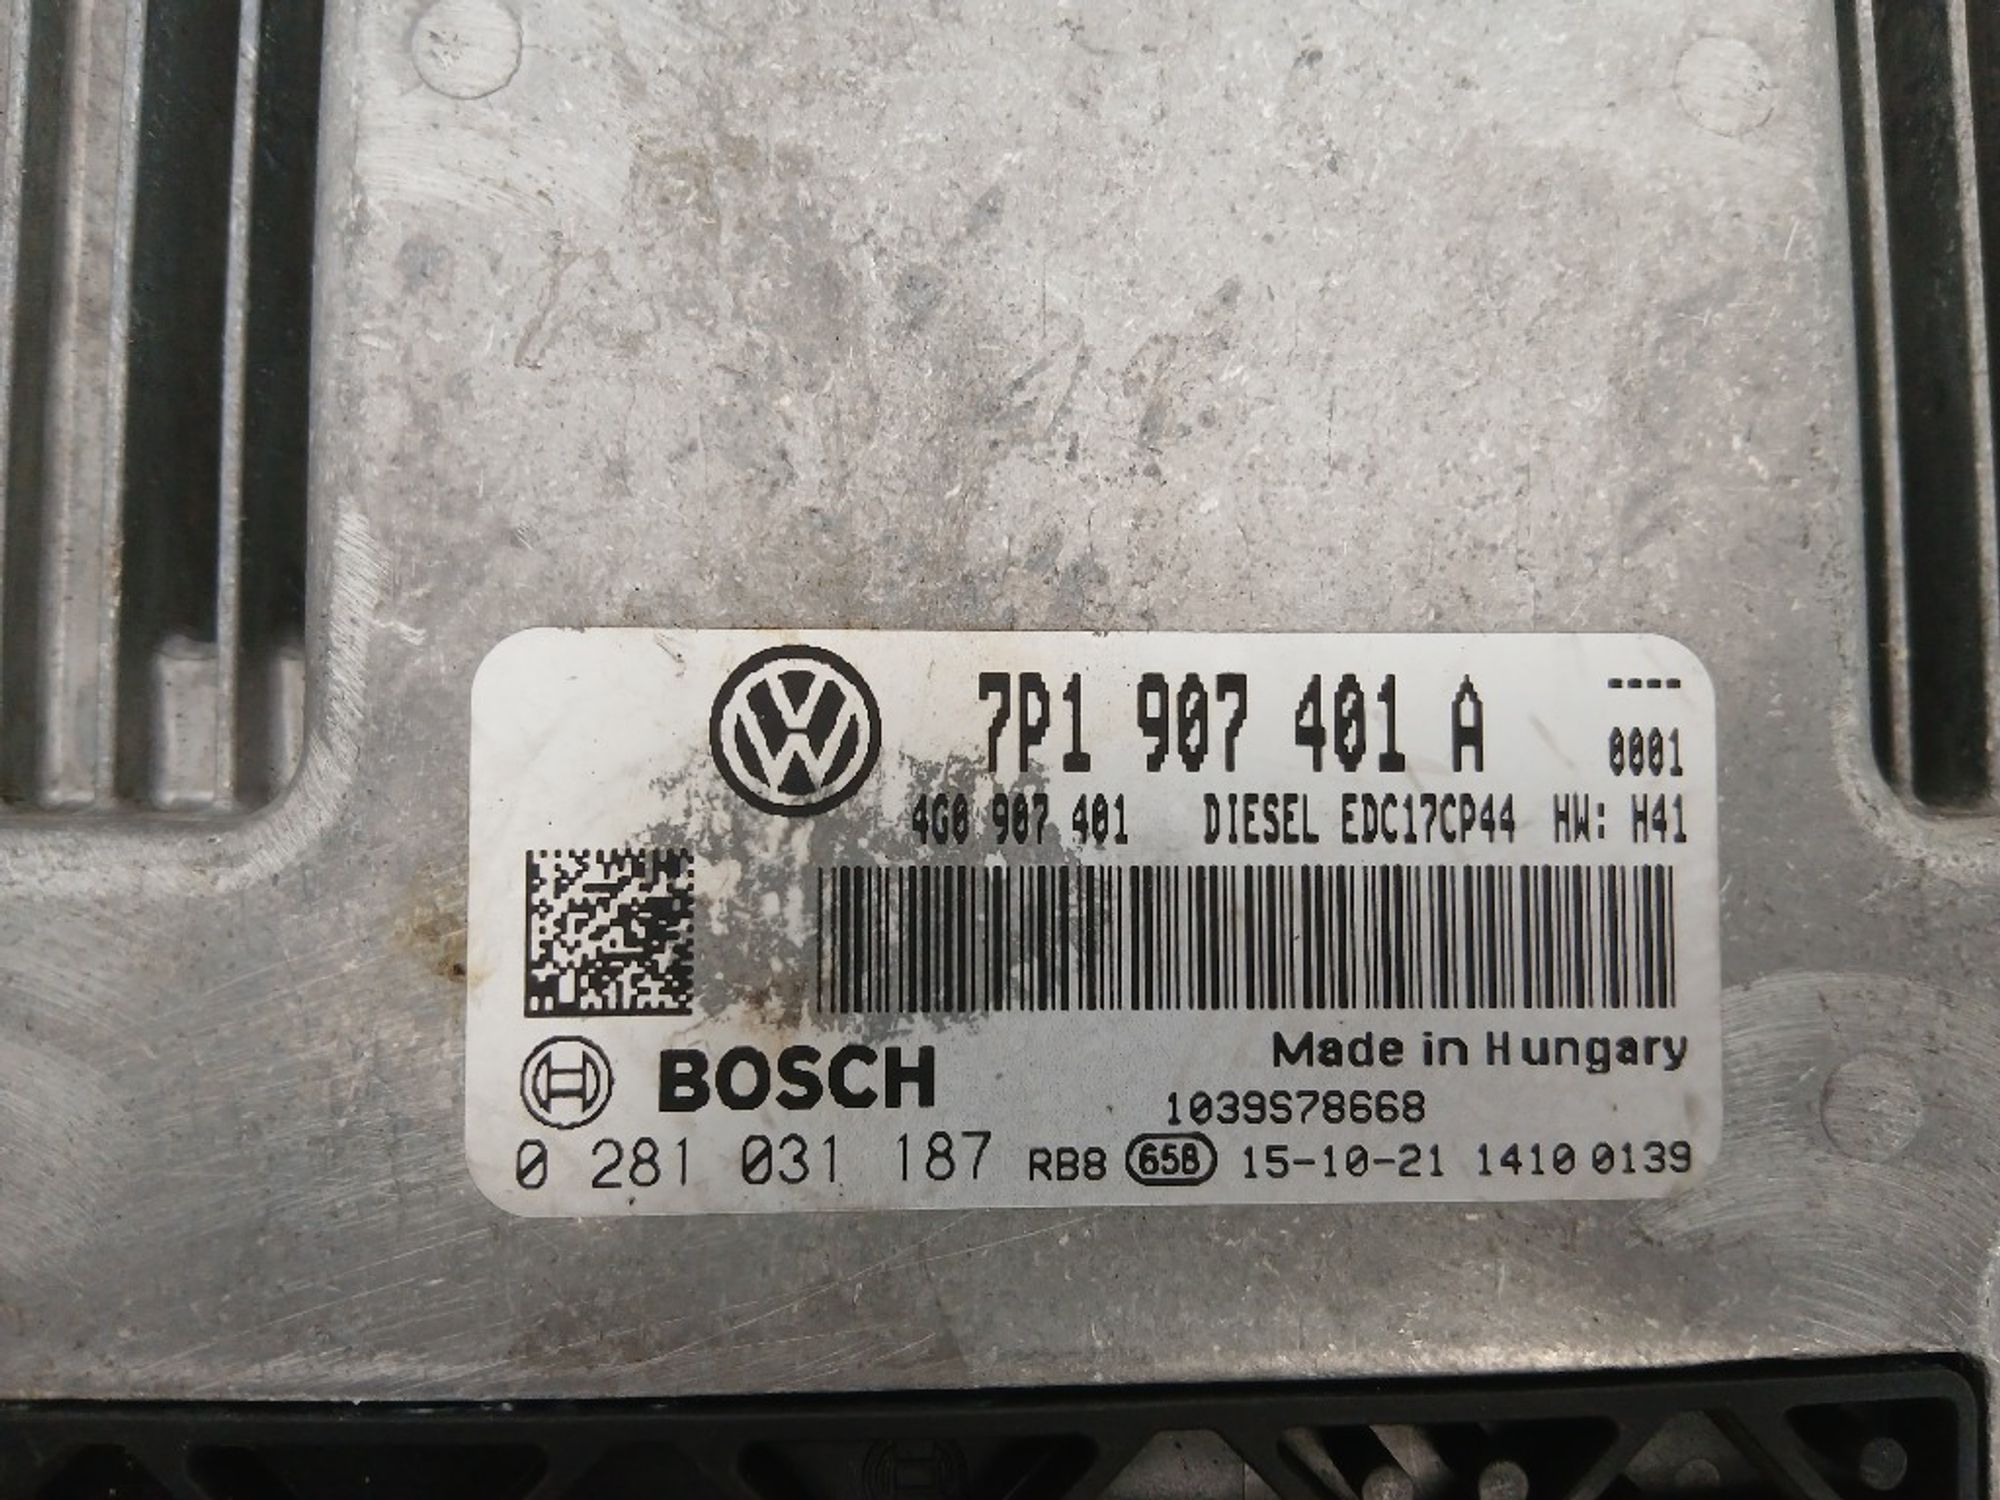 7P1 907 401 A ----
0001
4G0 907 401 DIESEL EDC17CP44 HW: H41
BOSCH
Made in Hungary
1039S78668
0 281 031 187 RB8 65B 15-10-21 1410 0139